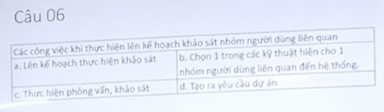 Câu 06
Các công việc khi thực hiện lên kế hoạch khảo sát nhóm người dùng liên quan
a. Lên kế hoạch thực hiện khảo sát
b. Chọn 1 trong các kỹ thuật hiện cho 1
nhóm người dùng liên quan đến hệ thống.
c. Thực hiện phỏng vấn, khảo sát
d. Tạo ra yêu cầu dự án